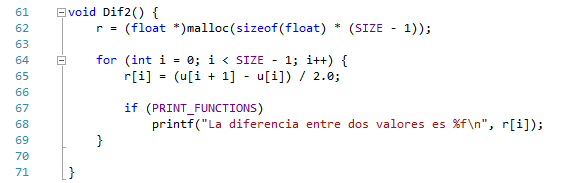 61 void Dif2() {
62 r = (float *)malloc(sizeof(float) * (SIZE - 1));
63
64 for (int i = 0; i < SIZE - 1; i++) {
65 r[i] = (u[i + 1] - u[i]) / 2.0;
66
67 if (PRINT_FUNCTIONS)
68 printf("La diferencia entre dos valores es %f\n", r[i]);
69 }
70
71 }